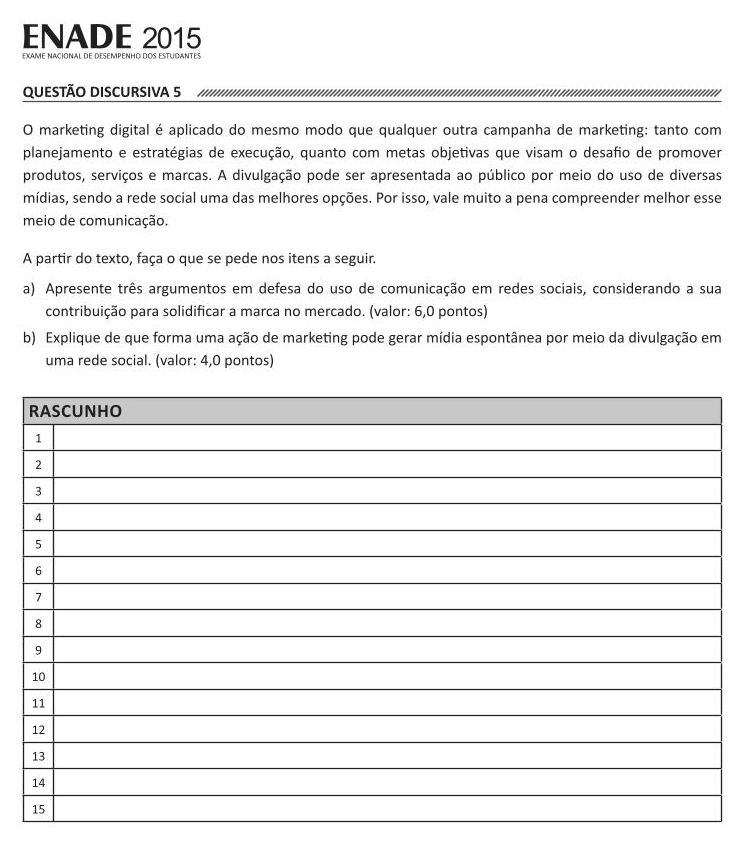 ENADE 2015
EXAME NACIONAL DE DESEMPENHO DOS ESTUDANTES
QUESTÃO DISCURSIVA 5
O marketing digital é aplicado do mesmo modo que qualquer outra campanha de marketing: tanto com
planejamento e estratégias de execução, quanto com metas objetivas que visam o desafio de promover
produtos, serviços e marcas. A divulgação pode ser apresentada ao público por meio do uso de diversas
mídias, sendo a rede social uma das melhores opções. Por isso, vale muito a pena compreender melhor esse
meio de comunicação.
A partir do texto, faça o que se pede nos itens a seguir.
a) Apresente três argumentos em defesa do uso de comunicação em redes sociais, considerando a sua
contribuição para solidificar a marca no mercado. (valor: 6,0 pontos)
b) Explique de que forma uma ação de marketing pode gerar mídia espontânea por meio da divulgação em
uma rede social. (valor: 4,0 pontos)
RASCUNHO
1
2
3
4
5
6
7
8
9
10
11
12
13
14
15